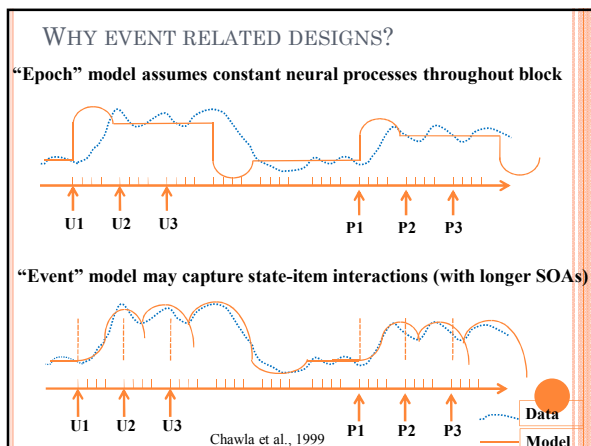 WHY EVENT RELATED DESIGNS?
“Epoch” model assumes constant neural processes throughout block
U1 U2 U3 P1 P2 P3
“Event” model may capture state-item interactions (with longer SOAs)
U1 U2 U3 P1 P2 P3
Data
Chawla et al., 1999
Model